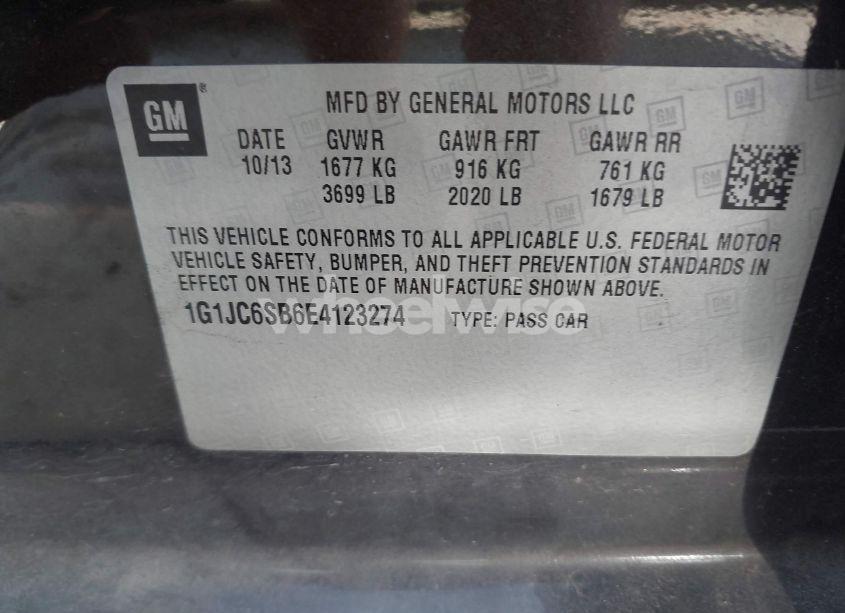 GM ®
MFD BY GENERAL MOTORS LLC
DATE GVWR GAWR FRT GAWR RR
10/13 1677 KG 916 KG 761 KG
3699 LB 2020 LB 1679 LB
THIS VEHICLE CONFORMS TO ALL APPLICABLE U.S. FEDERAL MOTOR
VEHICLE SAFETY, BUMPER, AND THEFT PREVENTION STANDARDS IN
EFFECT ON THE DATE OF MANUFACTURE SHOWN ABOVE.
1G1JC6SB6E4123274 TYPE: PASS CAR
wheelwise